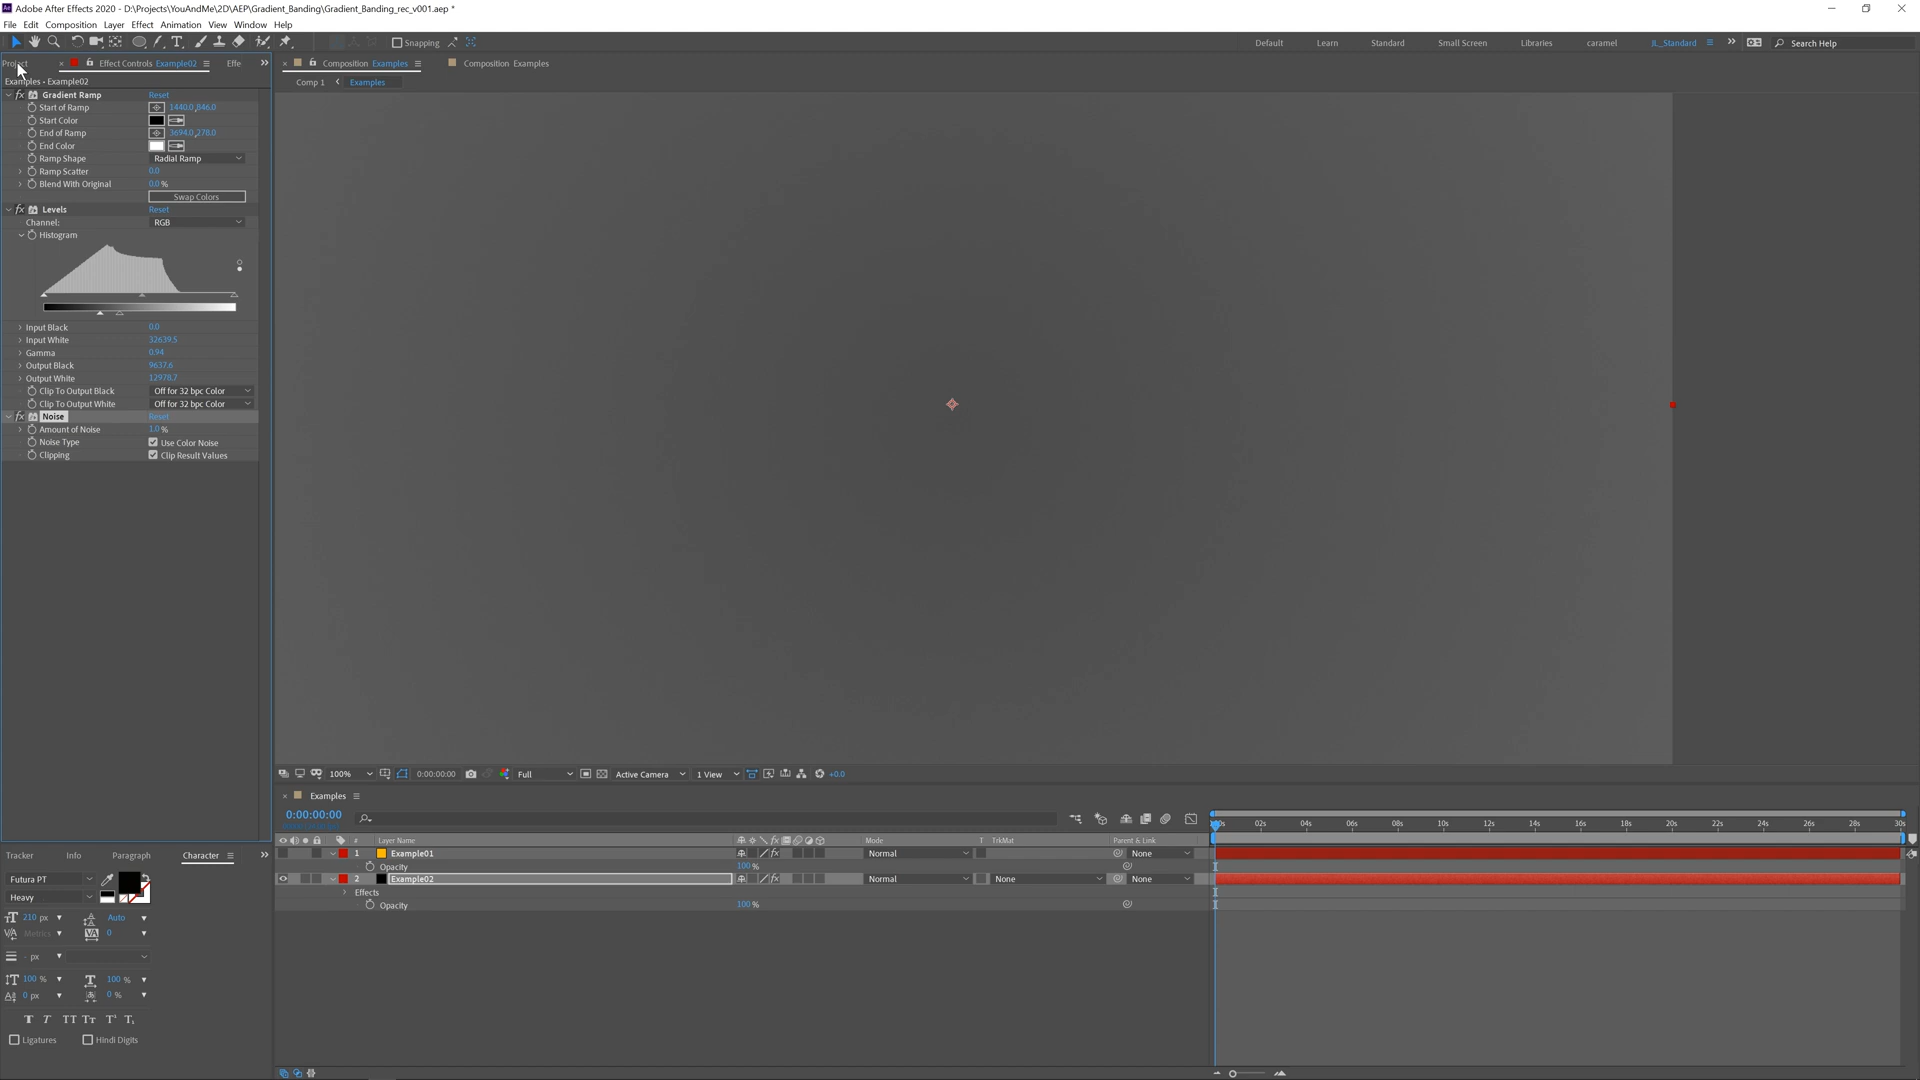 Adobe After Effects 2020 - D:\Projects\YouAndMe\2D\AEP\Gradient_Banding\Gradient_Banding_rec_v001.aep *
File Edit Composition Layer Effect Animation View Window Help
Snapping
Default Learn Standard Small Screen Libraries caramel JL_Standard Search Help
Project Effect Controls Example02 Effe
Composition Examples Composition Examples
Examples • Example02
Comp 1 Examples
fx Gradient Ramp Reset
Start of Ramp 1440.0,846.0
Start Color
End of Ramp 3694.0,278.0
End Color
Ramp Shape Radial Ramp
Ramp Scatter 0.0
Blend With Original 0.0 %
Swap Colors
fx Levels Reset
Channel: RGB
Histogram
Input Black 0.0
Input White 32639.5
Gamma 0.94
Output Black 9637.6
Output White 12978.7
Clip To Output Black Off for 32 bpc Color
Clip To Output White Off for 32 bpc Color
fx Noise Reset
Amount of Noise 1.0 %
Noise Type Use Color Noise
Clipping Clip Result Values
100% 0:00:00:00 Full Active Camera 1 View +0.0
Examples
0:00:00:00
02s 04s 06s 08s 10s 12s 14s 16s 18s 20s 22s 24s 26s 28s 30s
# Layer Name Mode T TrkMat Parent & Link
1 Example01 Normal None
Opacity 100 %
2 Example02 Normal None None
Effects
Opacity 100 %
Tracker Info Paragraph Character
Futura PT
Heavy
210 px Auto
Metrics 0
- px
100 % 100 %
0 px 0 %
T T TT Tт T¹ T₁
Ligatures Hindi Digits